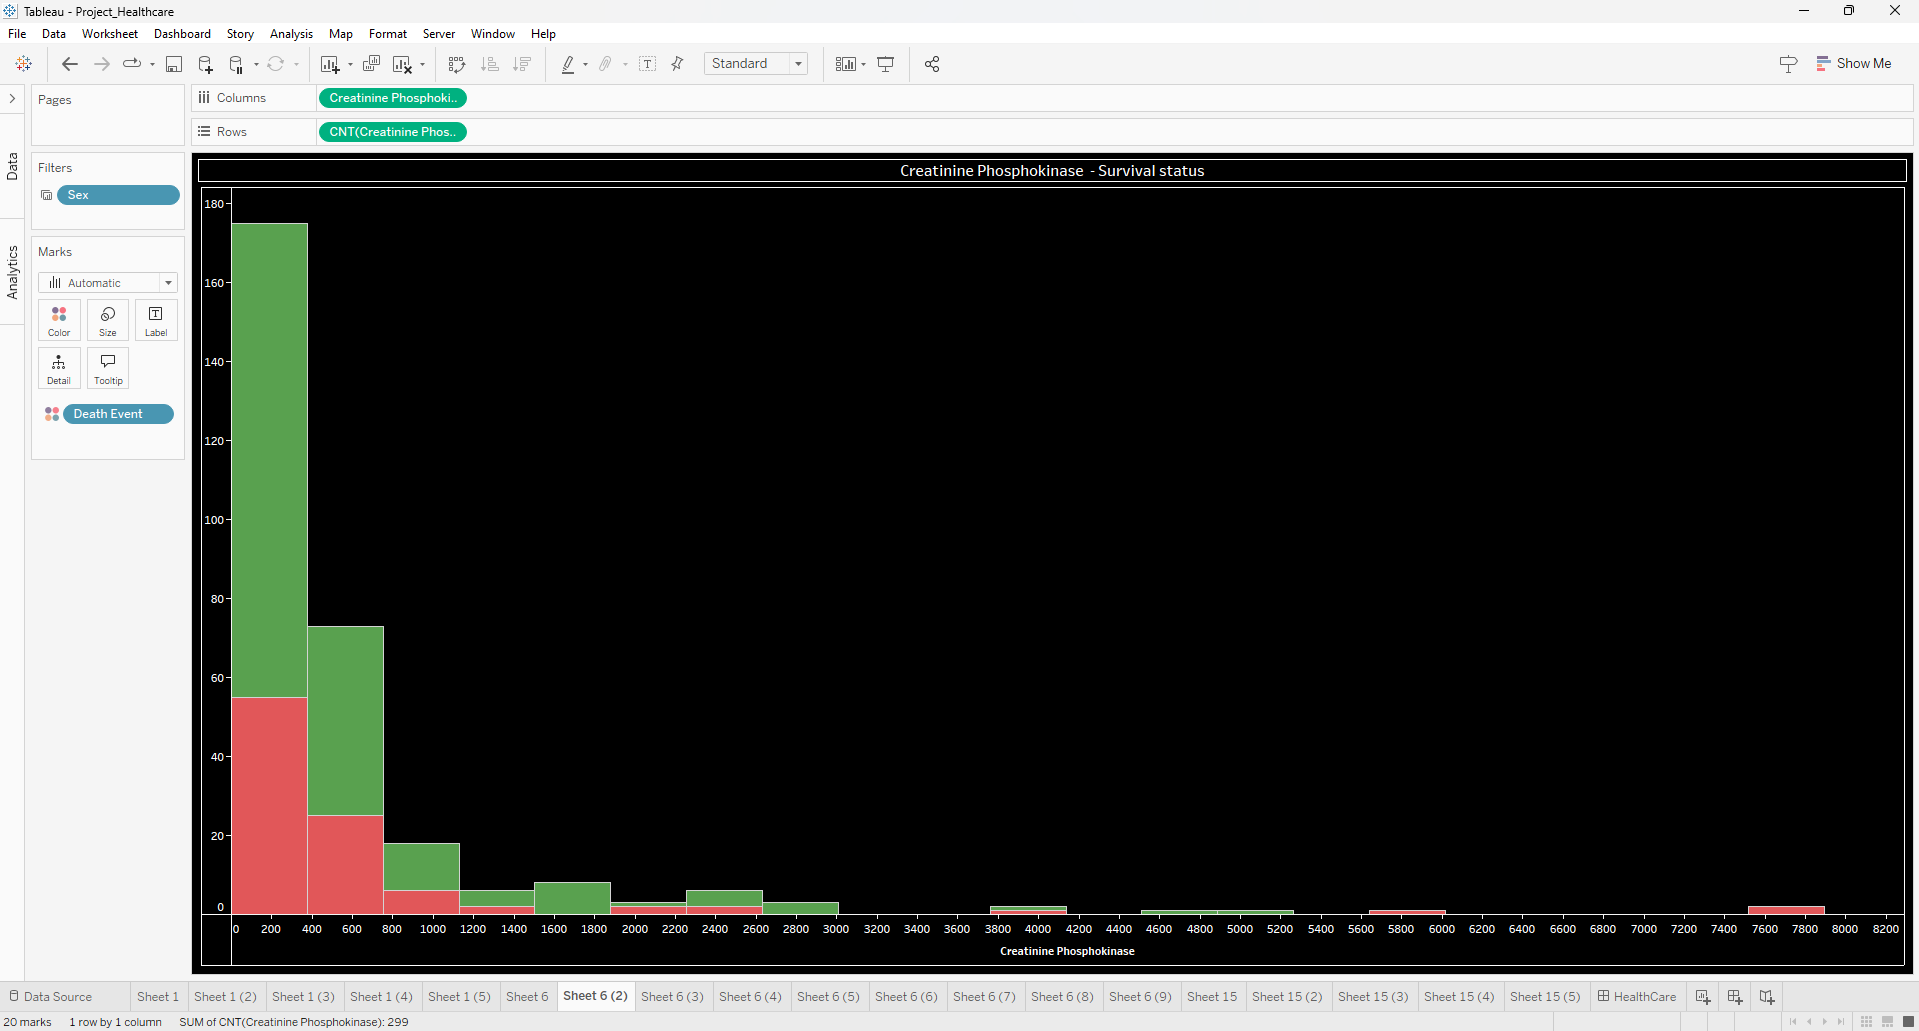 Tableau - Project_Healthcare
File Data Worksheet Dashboard Story Analysis Map Format Server Window Help
Standard
Show Me
Data
Analytics
Pages
Filters
Sex
Marks
Automatic
Color Size Label
Detail Tooltip
Death Event
Columns Creatinine Phosphoki..
Rows CNT(Creatinine Phos..
Creatinine Phosphokinase - Survival status
180
160
140
120
100
80
60
40
20
0
0 200 400 600 800 1000 1200 1400 1600 1800 2000 2200 2400 2600 2800 3000 3200 3400 3600 3800 4000 4200 4400 4600 4800 5000 5200 5400 5600 5800 6000 6200 6400 6600 6800 7000 7200 7400 7600 7800 8000 8200
Creatinine Phosphokinase
Data Source Sheet 1 Sheet 1 (2) Sheet 1 (3) Sheet 1 (4) Sheet 1 (5) Sheet 6 Sheet 6 (2) Sheet 6 (3) Sheet 6 (4) Sheet 6 (5) Sheet 6 (6) Sheet 6 (7) Sheet 6 (8) Sheet 6 (9) Sheet 15 Sheet 15 (2) Sheet 15 (3) Sheet 15 (4) Sheet 15 (5) HealthCare
20 marks 1 row by 1 column SUM of CNT(Creatinine Phosphokinase): 299